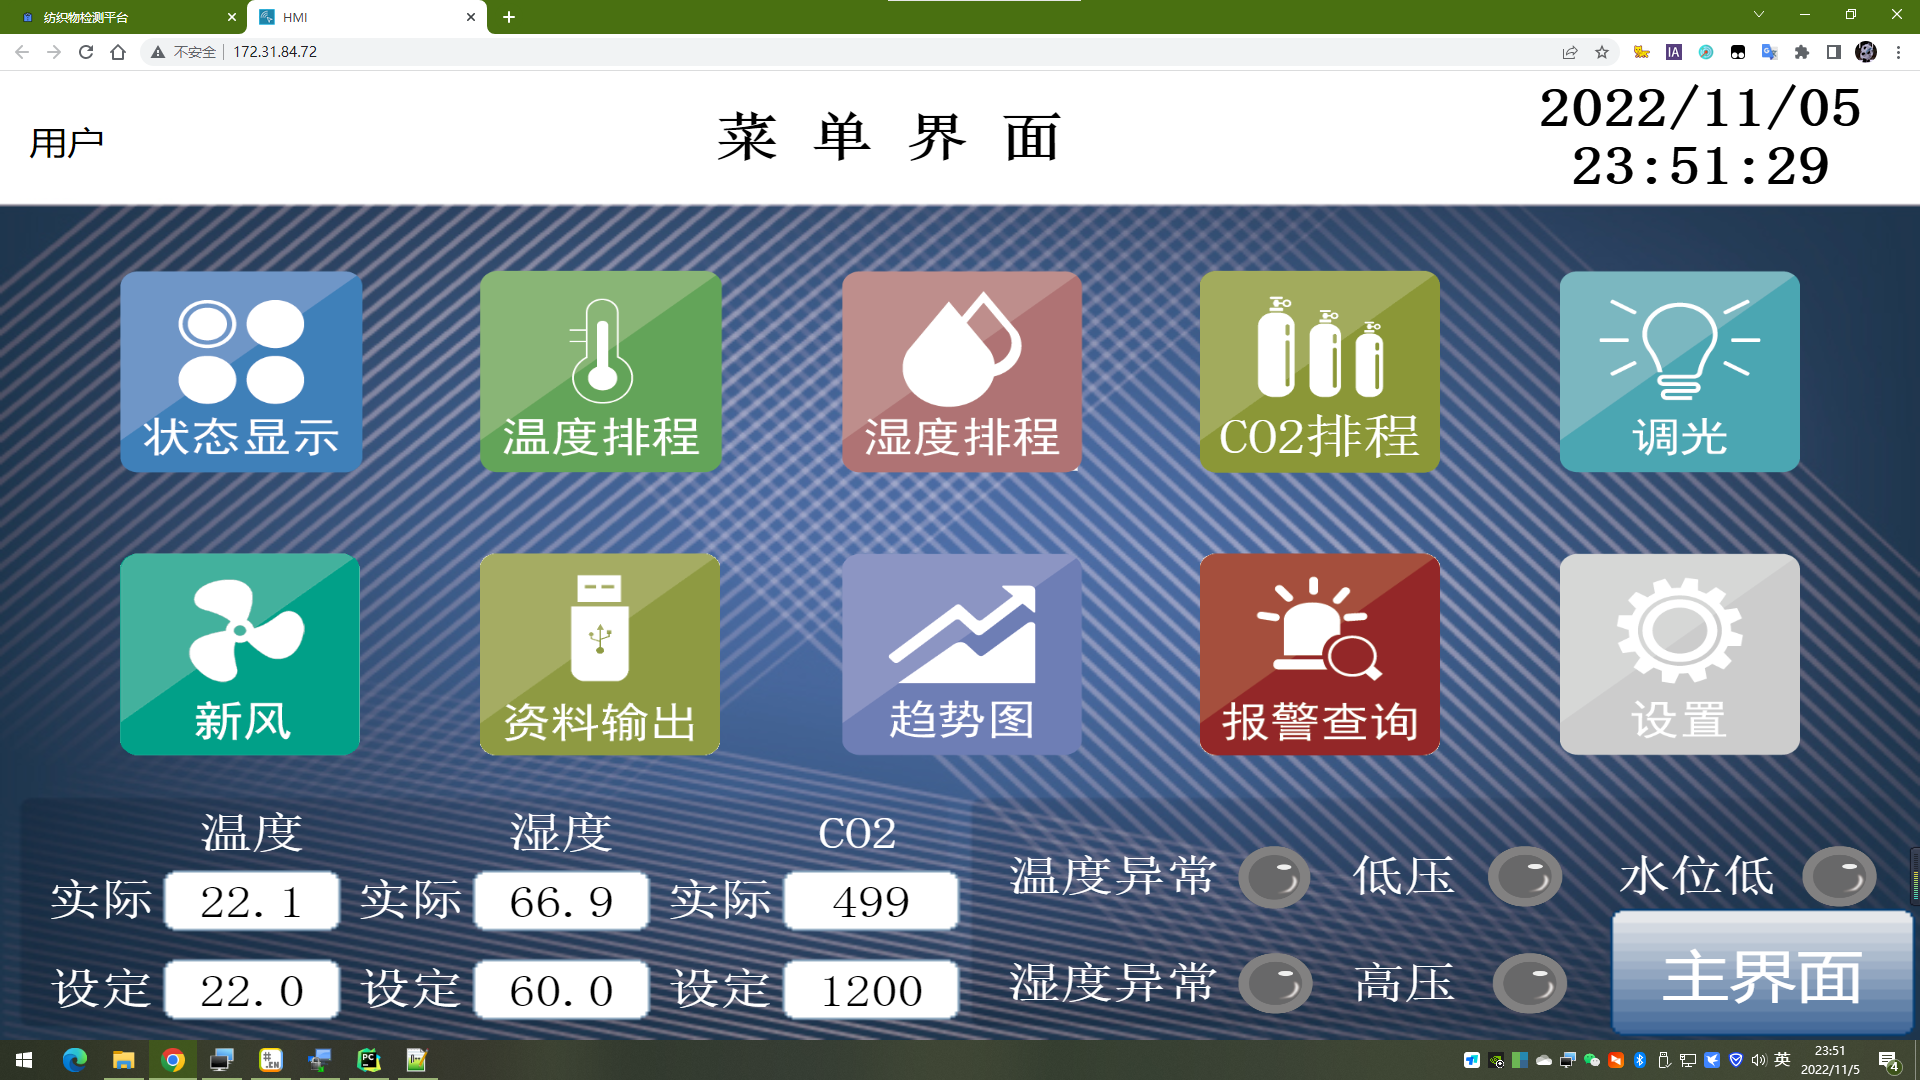 纺织物检测平台
HMI
不安全
172.31.84.72
用户
菜单界面
2022/11/05
23:51:29
状态显示
温度排程
湿度排程
CO2排程
调光
新风
资料输出
趋势图
报警查询
设置
温度
湿度
CO2
实际 22.1 实际 66.9 实际 499
设定 22.0 设定 60.0 设定 1200
温度异常 低压 水位低
湿度异常 高压
主界面
英
23:51
2022/11/5
4